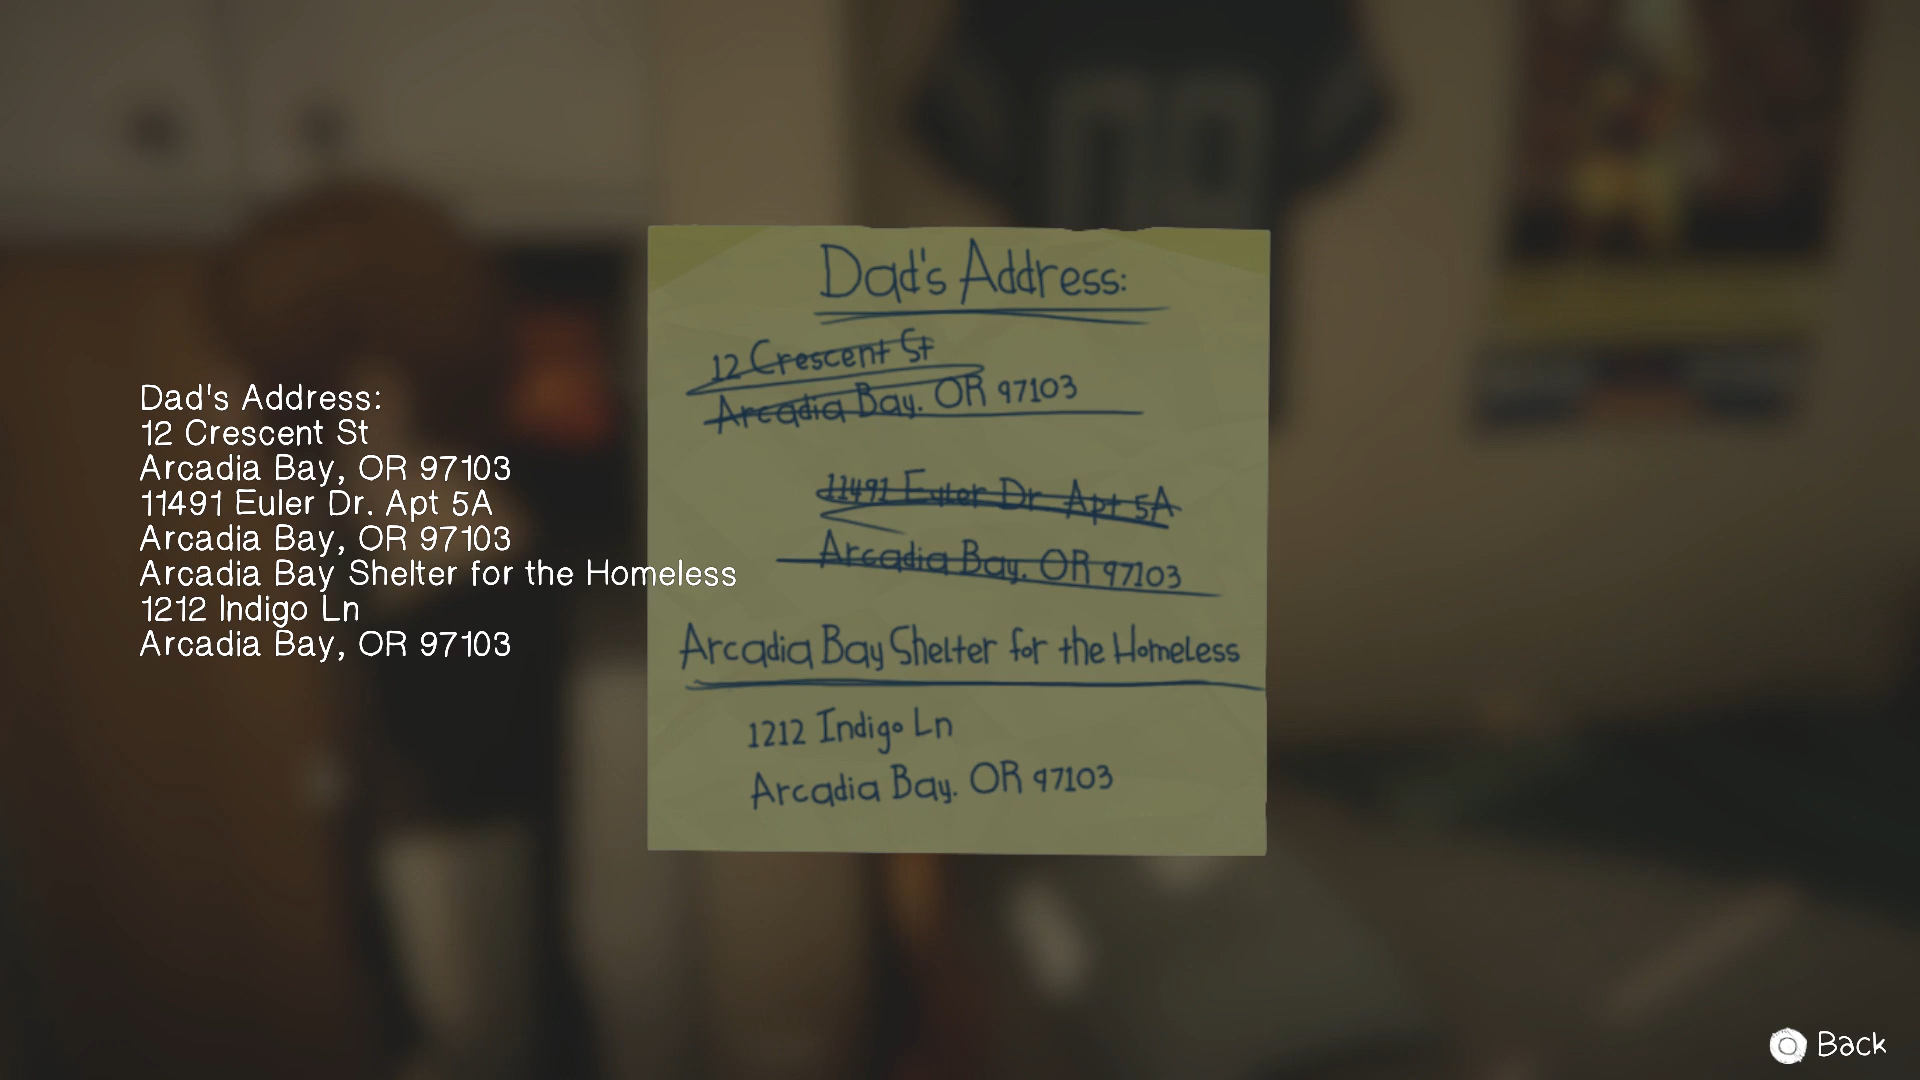 Dad's Address:
12 Crescent St
Arcadia Bay, OR 97103
11491 Euler Dr. Apt 5A
Arcadia Bay, OR 97103
Arcadia Bay Shelter for the Homeless
1212 Indigo Ln
Arcadia Bay, OR 97103
Dad's Address:
12 Crescent St
Arcadia Bay. OR 97103
11491 Euler Dr. Apt 5A
Arcadia Bay. OR 97103
Arcadia Bay Shelter for the Homeless
1212 Indigo Ln
Arcadia Bay. OR 97103
Back